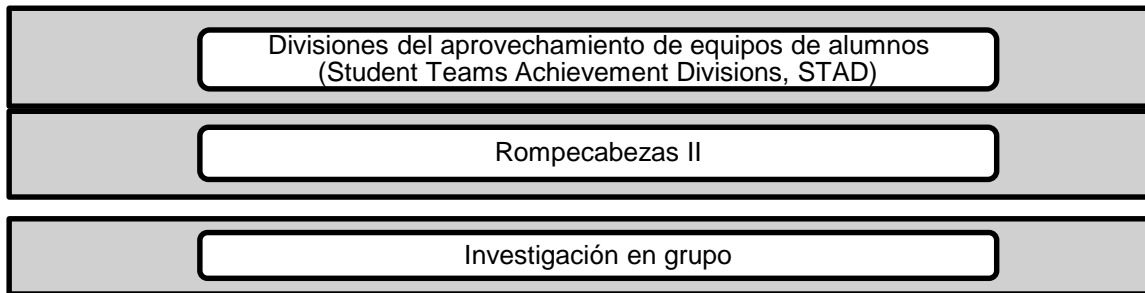 Divisiones del aprovechamiento de equipos de alumnos
(Student Teams Achievement Divisions, STAD)
Rompecabezas II
Investigación en grupo